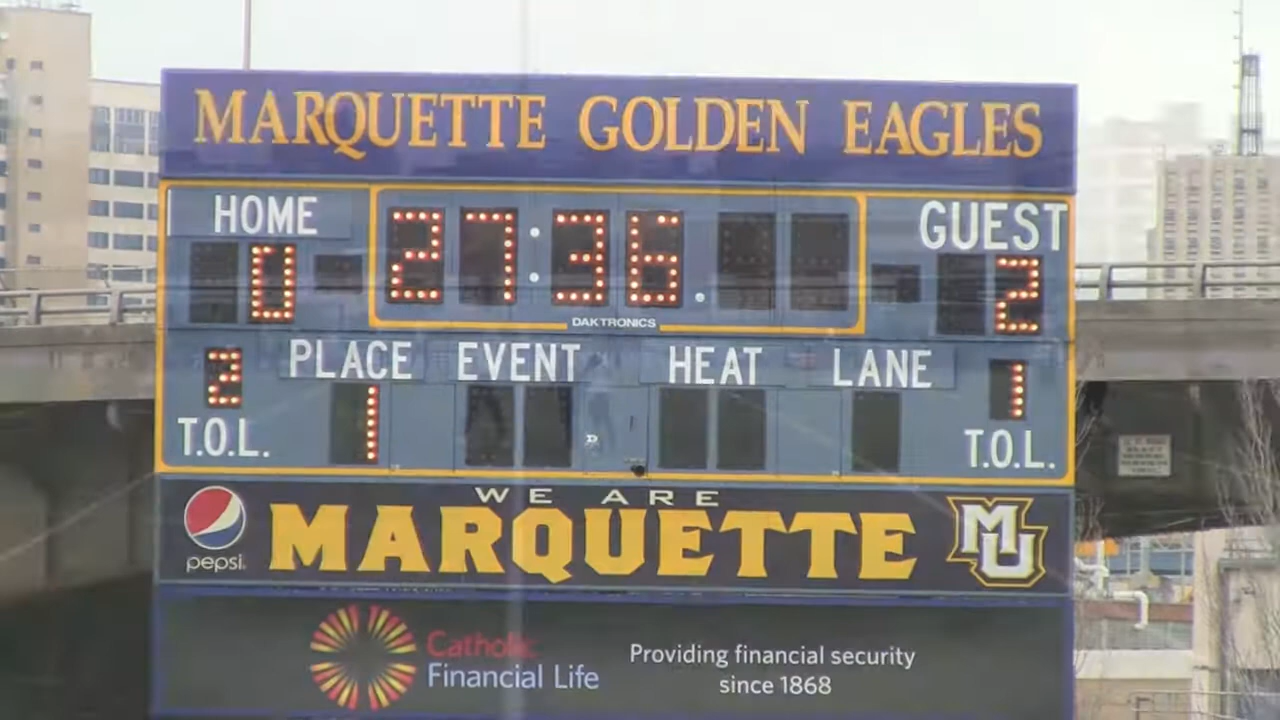 MARQUETTE GOLDEN EAGLES
HOME
27:36.
GUEST
0
2
DAKTRONICS
2
PLACE
EVENT
HEAT
LANE
1
T.O.L.
1
T.O.L.
WE ARE
pepsi
MARQUETTE
MU
Catholic
Financial Life
Providing financial security
since 1868